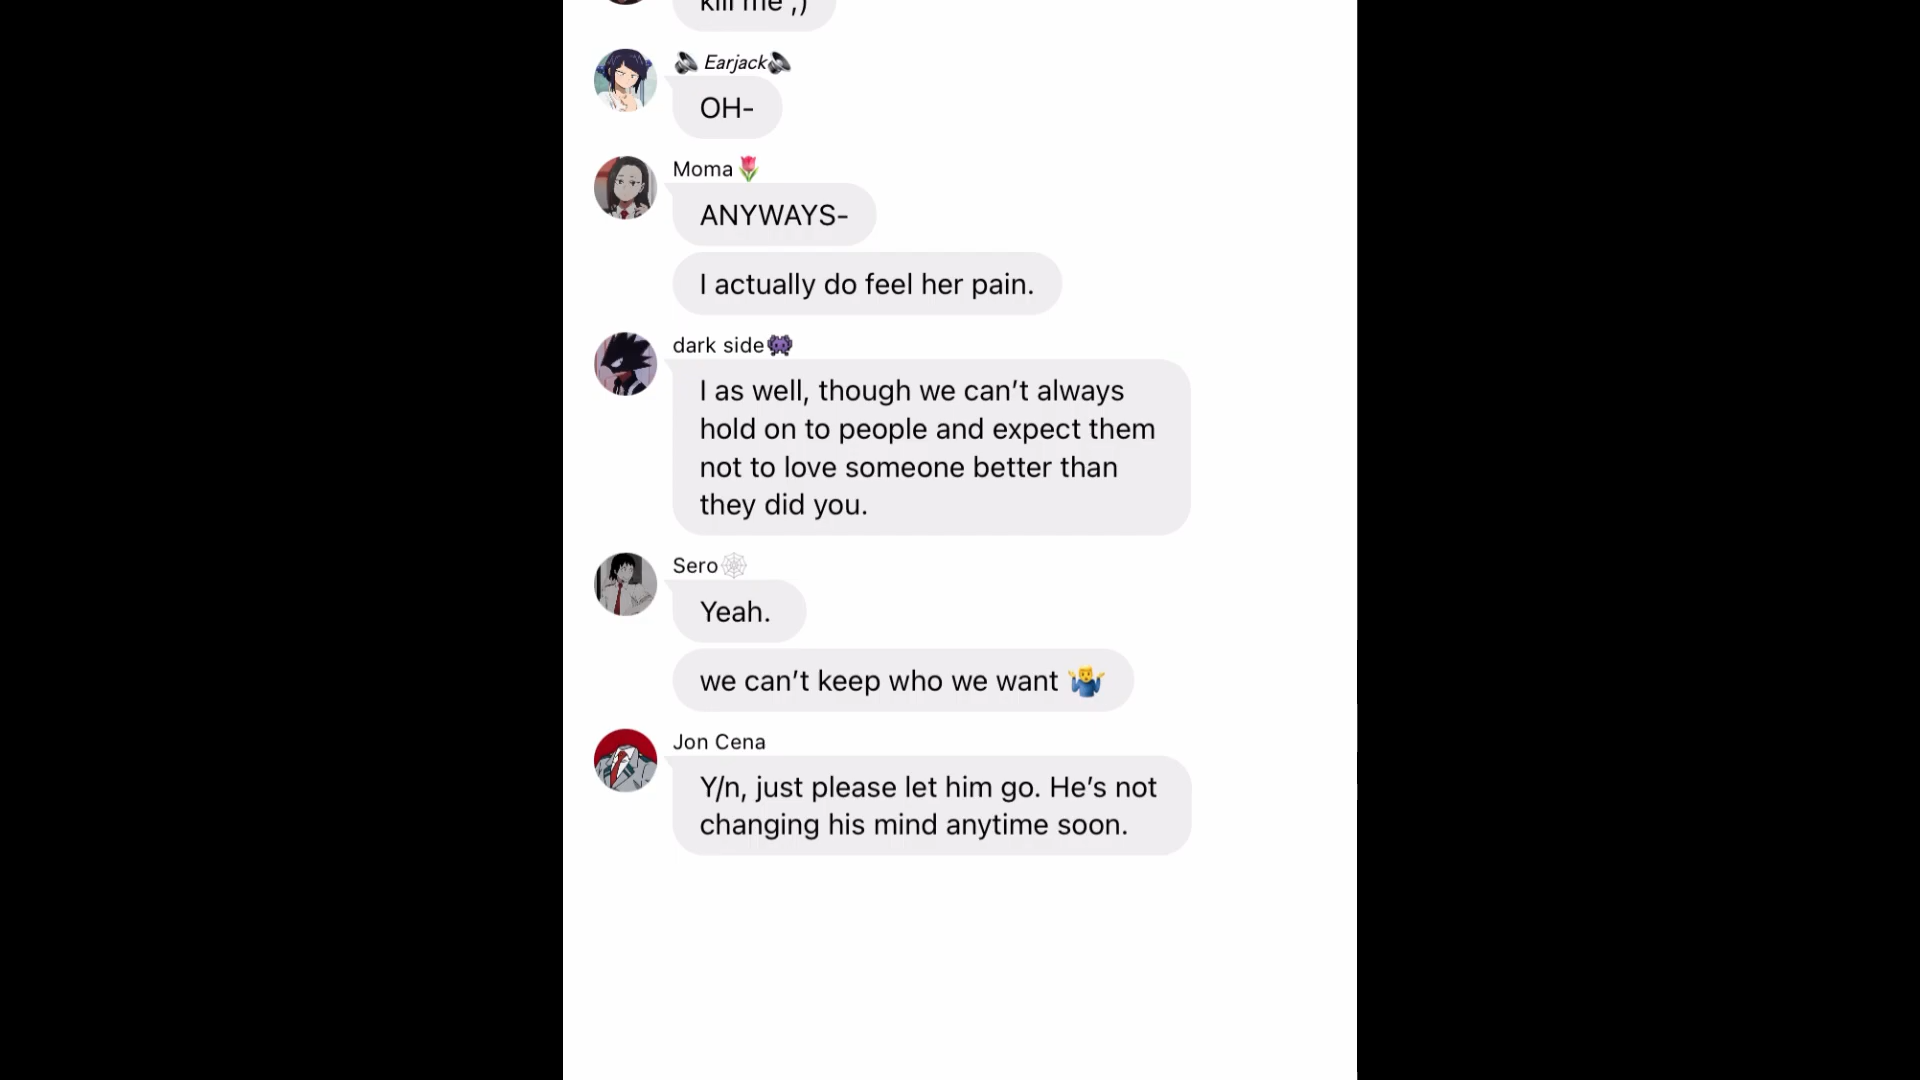 kill me ;)
Earjack
OH-
Moma
ANYWAYS-
I actually do feel her pain.
dark side
I as well, though we can’t always
hold on to people and expect them
not to love someone better than
they did you.
Sero
Yeah.
we can’t keep who we want
Jon Cena
Y/n, just please let him go. He’s not
changing his mind anytime soon.